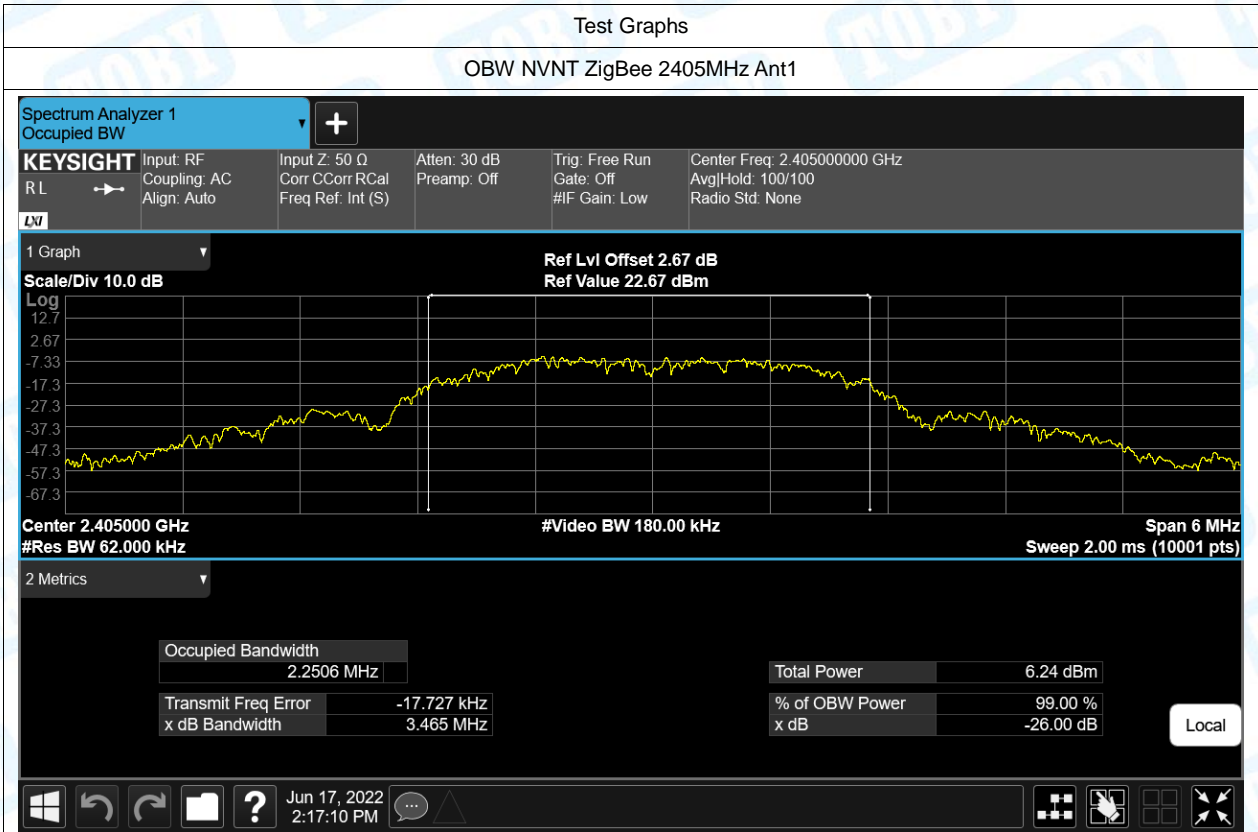 Test Graphs
OBW NVNT ZigBee 2405MHz Ant1
Spectrum Analyzer 1
Occupied BW
KEYSIGHT
R L
LXI
Input: RF
Coupling: AC
Align: Auto
Input Z: 50 Ω
Corr CCorr RCal
Freq Ref: Int (S)
Atten: 30 dB
Preamp: Off
Trig: Free Run
Gate: Off
#IF Gain: Low
Center Freq: 2.405000000 GHz
Avg|Hold: 100/100
Radio Std: None
1 Graph
Scale/Div 10.0 dB
Ref Lvl Offset 2.67 dB
Ref Value 22.67 dBm
Log
12.7
2.67
-7.33
-17.3
-27.3
-37.3
-47.3
-57.3
-67.3
Center 2.405000 GHz
#Res BW 62.000 kHz
#Video BW 180.00 kHz
Span 6 MHz
Sweep 2.00 ms (10001 pts)
2 Metrics
Occupied Bandwidth
2.2506 MHz
Transmit Freq Error -17.727 kHz
x dB Bandwidth 3.465 MHz
Total Power 6.24 dBm
% of OBW Power 99.00 %
x dB -26.00 dB
Local
Jun 17, 2022
2:17:10 PM
TOBY